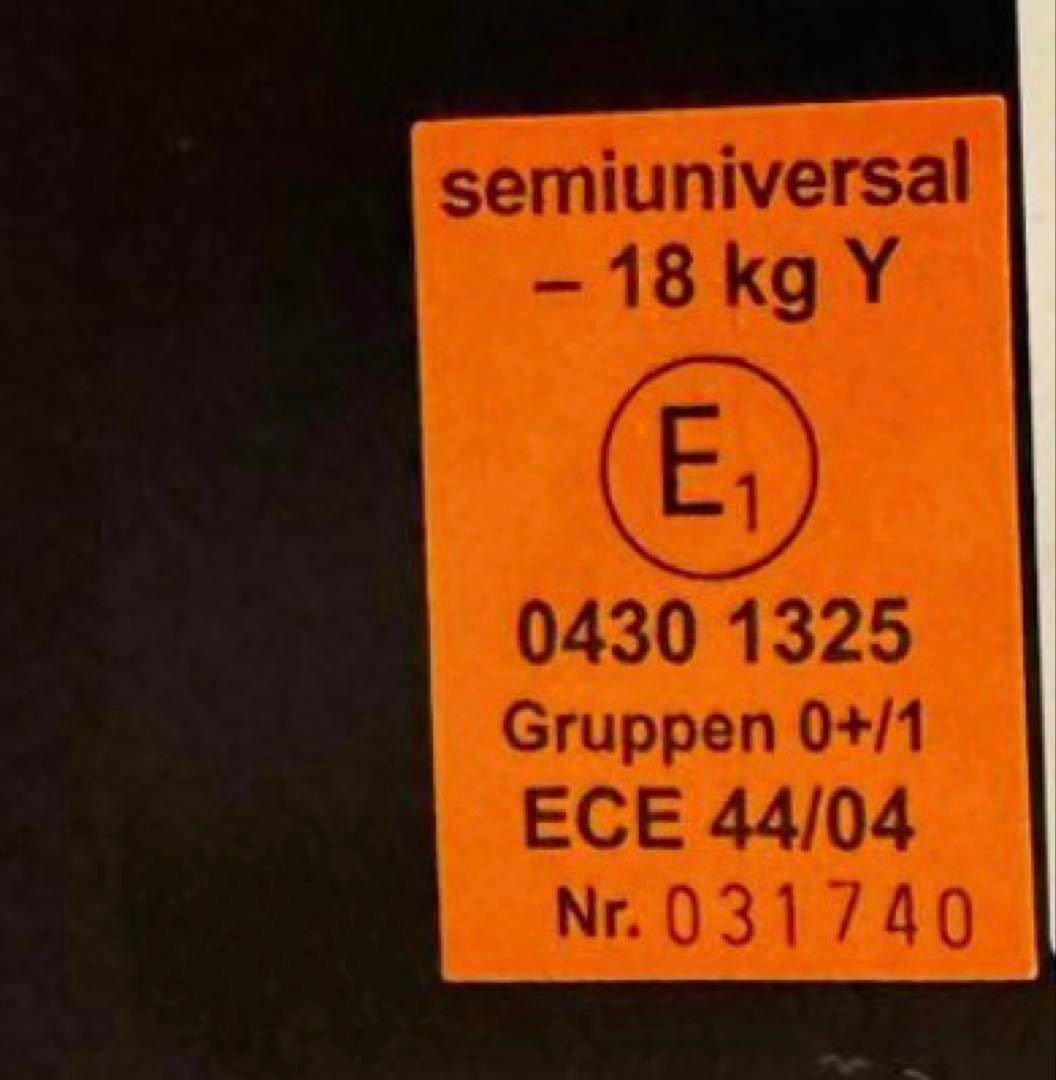 semiuniversal
– 18 kg Y
E1
0430 1325
Gruppen 0+/1
ECE 44/04
Nr. 031740